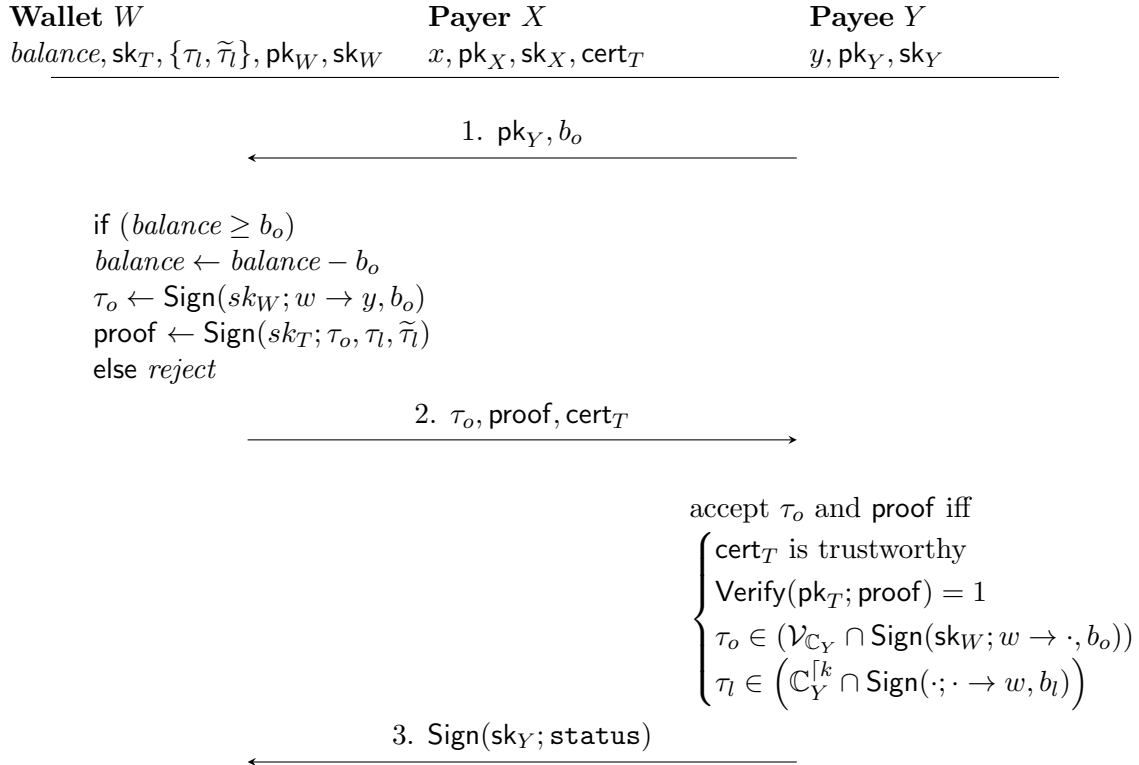 Wallet W Payer X Payee Y
balance, sk_T, {τ_l, τ̃_l}, pk_W, sk_W x, pk_X, sk_X, cert_T y, pk_Y, sk_Y
1. pk_Y, b_o
if (balance ≥ b_o)
balance ← balance − b_o
τ_o ← Sign(sk_W; w → y, b_o)
proof ← Sign(sk_T; τ_o, τ_l, τ̃_l)
else reject
2. τ_o, proof, cert_T
accept τ_o and proof iff
cert_T is trustworthy
Verify(pk_T; proof) = 1
τ_o ∈ (𝒱_{ℂ_Y} ∩ Sign(sk_W; w → ·, b_o))
τ_l ∈ (ℂ_Y^{⌈k} ∩ Sign(·; · → w, b_l))
3. Sign(sk_Y; status)